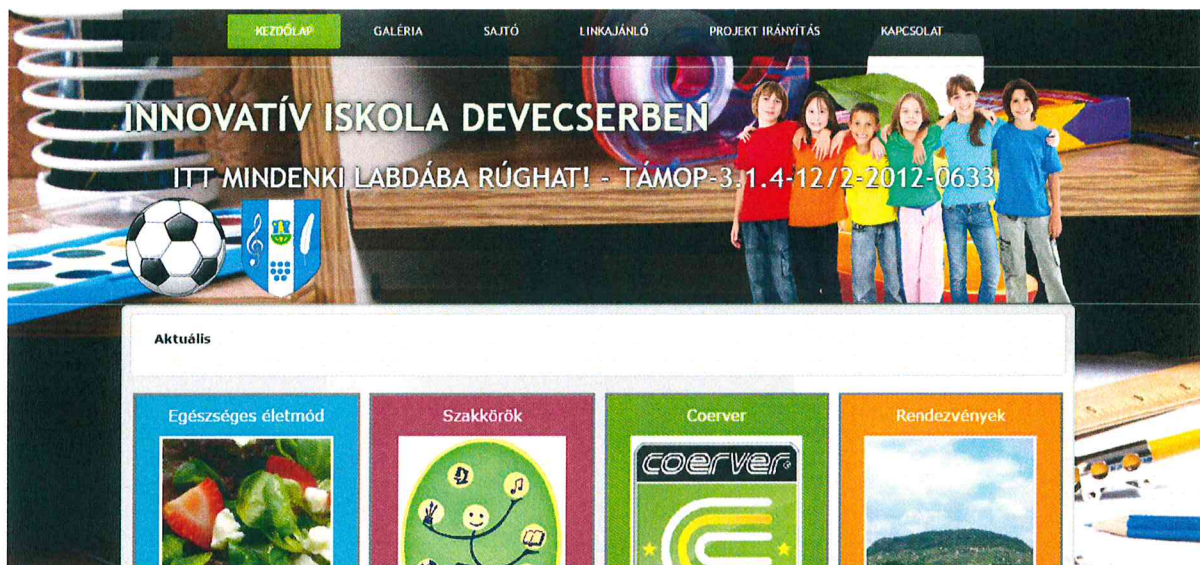 KEZDŐLAP GALÉRIA SAJTÓ LINKAJÁNLÓ PROJEKT IRÁNYÍTÁS KAPCSOLAT
INNOVATÍV ISKOLA DEVECSERBEN
ITT MINDENKI LABDÁBA RÚGHAT! - TÁMOP-3.1.4-12/2-2012-0633
Aktuális
Egészséges életmód Szakkörök Coerver Rendezvények
coerver